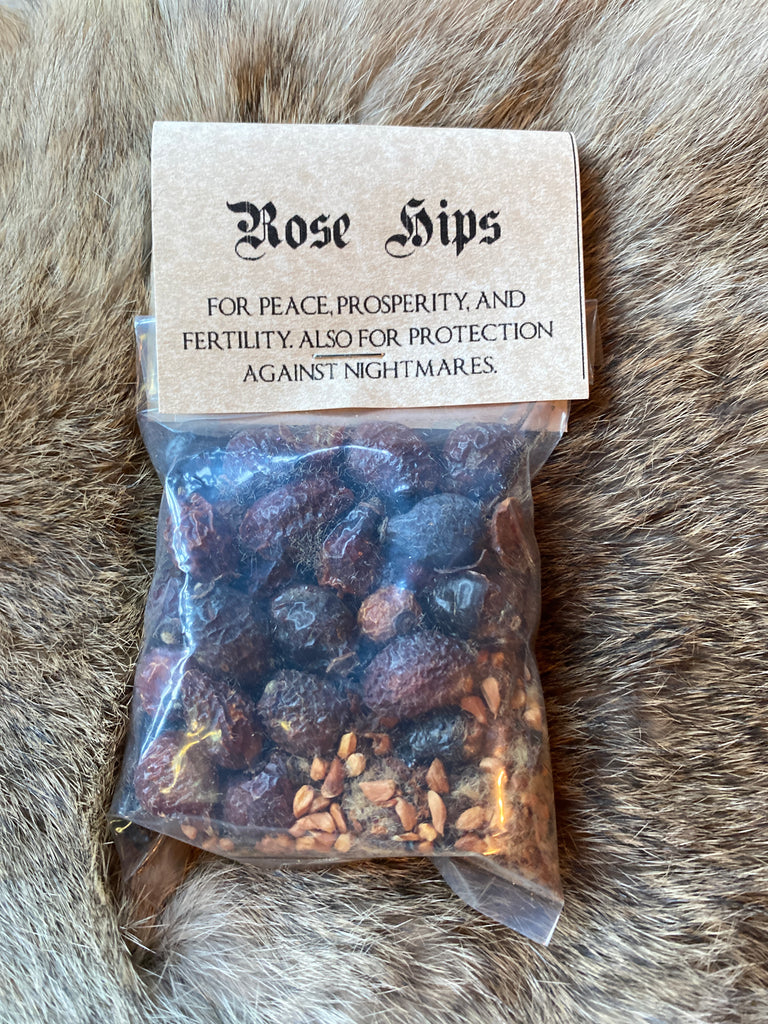 Rose Hips
FOR PEACE, PROSPERITY, AND
FERTILITY. ALSO FOR PROTECTION
AGAINST NIGHTMARES.